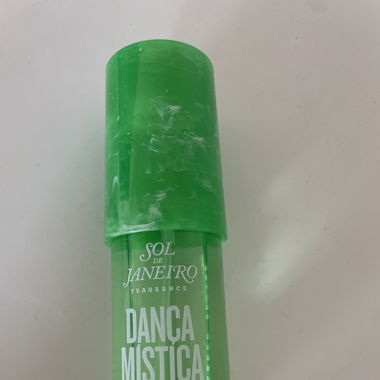 SOL
DE
JANEIRO
FRAGRANCE
DANÇA
MÍSTICA